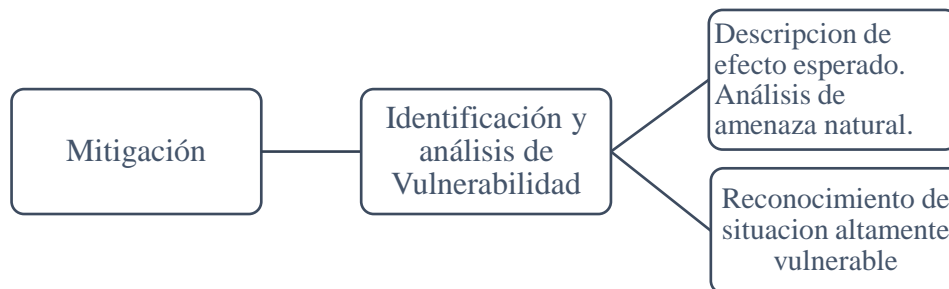 Mitigación
Identificación y
análisis de
Vulnerabilidad
Descripcion de
efecto esperado.
Análisis de
amenaza natural.
Reconocimiento de
situacion altamente
vulnerable